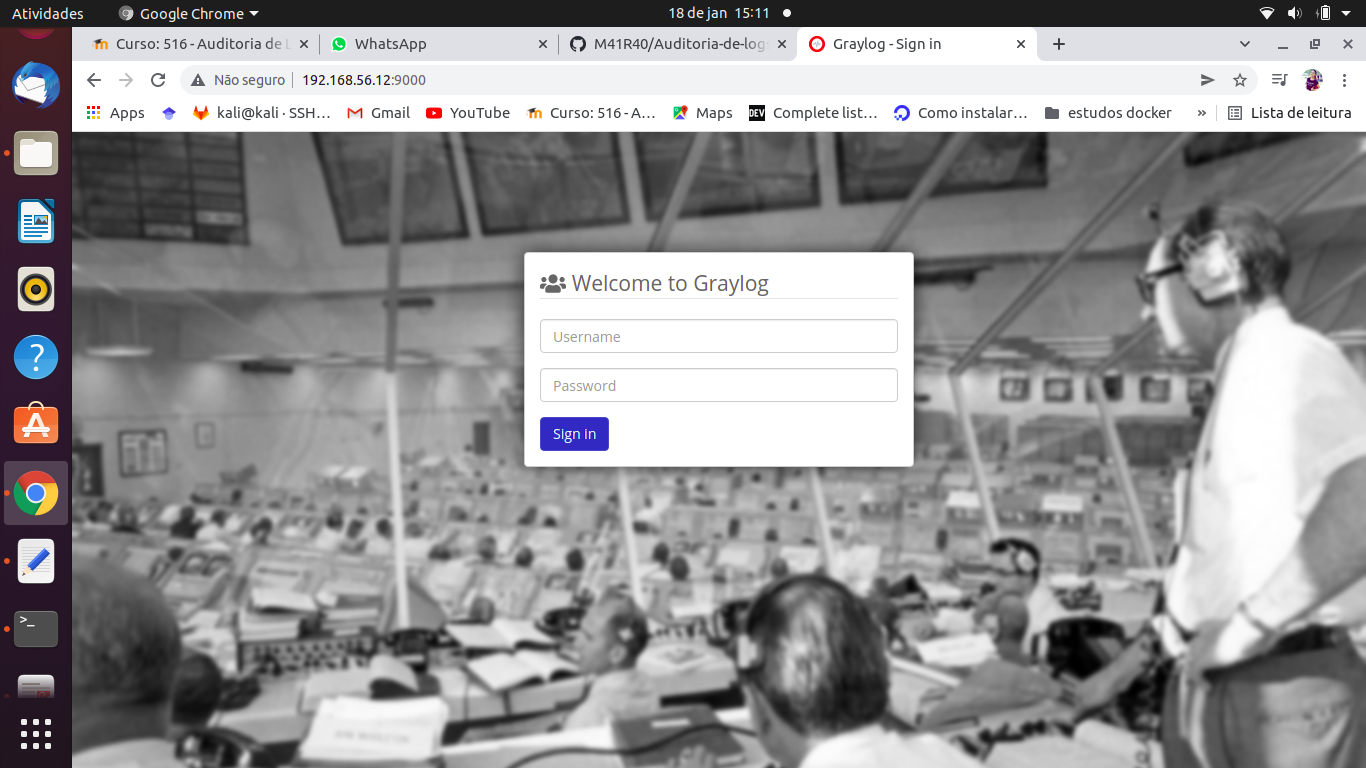 Atividades
Google Chrome
18 de jan 15:11
Curso: 516 - Auditoria de L
WhatsApp
M41R40/Auditoria-de-log
Graylog - Sign in
Não seguro
192.168.56.12:9000
Apps
kali@kali · SSH…
Gmail
YouTube
Curso: 516 - A…
Maps
DEV
Complete list…
Como instalar…
estudos docker
»
Lista de leitura
Welcome to Graylog
Username
Password
Sign in
>_